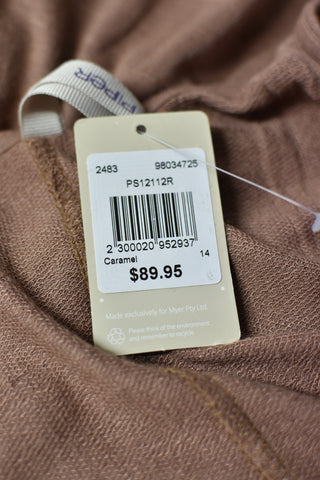 PIPER
2483 98034725
PS12112R
2 300020 952937
Caramel 14
$89.95
Made exclusively for Myer Pty Ltd.
Please think of the environment
and remember to recycle.